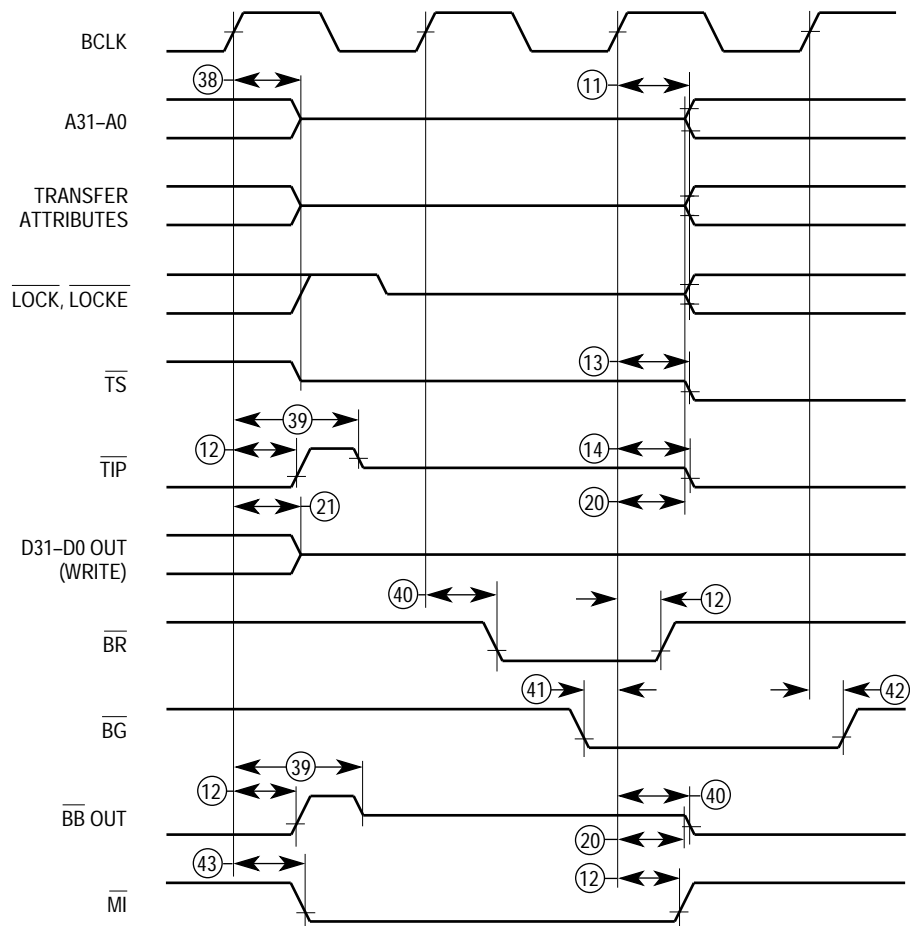 BCLK
38
11
A31–A0
TRANSFER
ATTRIBUTES
LOCK, LOCKE
13
TS
39
12
14
TIP
21
20
D31–D0 OUT
(WRITE)
40
12
BR
41
42
BG
39
12
40
BB OUT
20
43
12
MI